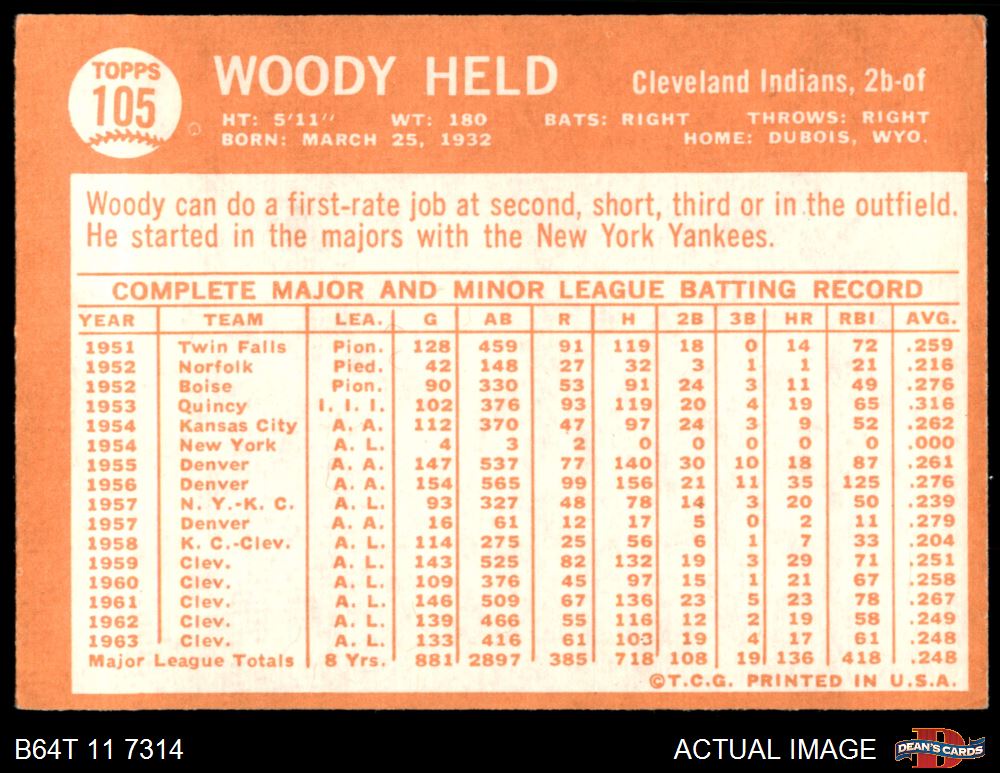 TOPPS
105
WOODY HELD
Cleveland Indians, 2b-of
HT: 5'11" WT: 180 BATS: RIGHT THROWS: RIGHT
BORN: MARCH 25, 1932 HOME: DUBOIS, WYO.
Woody can do a first-rate job at second, short, third or in the outfield.
He started in the majors with the New York Yankees.
COMPLETE MAJOR AND MINOR LEAGUE BATTING RECORD
YEAR TEAM LEA. G AB R H 2B 3B HR RBI AVG.
1951 Twin Falls Pion. 128 459 91 119 18 0 14 72 .259
1952 Norfolk Pied. 42 148 27 32 3 1 1 21 .216
1952 Boise Pion. 90 330 53 91 24 3 11 49 .276
1953 Quincy I. I. I. 102 376 93 119 20 4 19 65 .316
1954 Kansas City A. A. 112 370 47 97 24 3 9 52 .262
1954 New York A. L. 4 3 2 0 0 0 0 0 .000
1955 Denver A. A. 147 537 77 140 30 10 18 87 .261
1956 Denver A. A. 154 565 99 156 21 11 35 125 .276
1957 N. Y.-K. C. A. L. 93 327 48 78 14 3 20 50 .239
1957 Denver A. A. 16 61 12 17 5 0 2 11 .279
1958 K. C.-Clev. A. L. 114 275 25 56 6 1 7 33 .204
1959 Clev. A. L. 143 525 82 132 19 3 29 71 .251
1960 Clev. A. L. 109 376 45 97 15 1 21 67 .258
1961 Clev. A. L. 146 509 67 136 23 5 23 78 .267
1962 Clev. A. L. 139 466 55 116 12 2 19 58 .249
1963 Clev. A. L. 133 416 61 103 19 4 17 61 .248
Major League Totals 8 Yrs. 881 2897 385 718 108 19 136 418 .248
©T.C.G. PRINTED IN U.S.A.
B64T 11 7314
ACTUAL IMAGE
D
DEAN'S CARDS